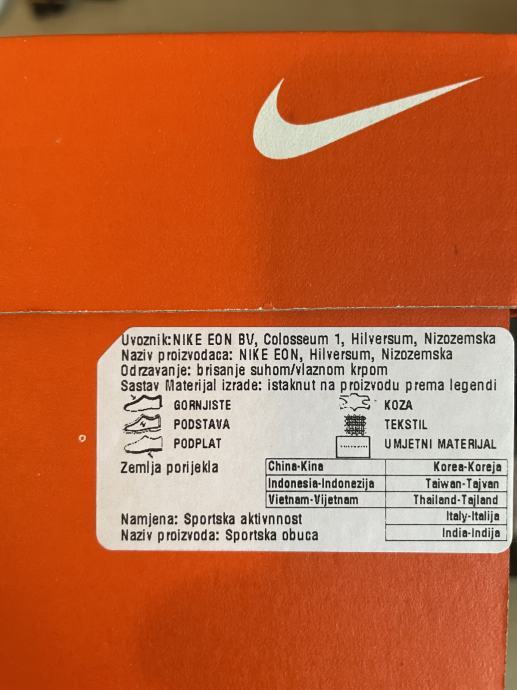 Uvoznik:NIKE EON BV, Colosseum 1, Hilversum, Nizozemska
Naziv proizvodaca: NIKE EON, Hilversum, Nizozemska
Odrzavanje: brisanje suhom/vlaznom krpom
Sastav Materijal izrade: istaknut na proizvodu prema legendi
GORNJISTE KOZA
PODSTAVA TEKSTIL
PODPLAT UMJETNI MATERIJAL
Zemlja porijekla China-Kina Korea-Koreja
Indonesia-Indonezija Taiwan-Tajvan
Vietnam-Vijetnam Thailand-Tajland
Namjena: Sportska aktivnnost Italy-Italija
Naziv proizvoda: Sportska obuca India-Indija